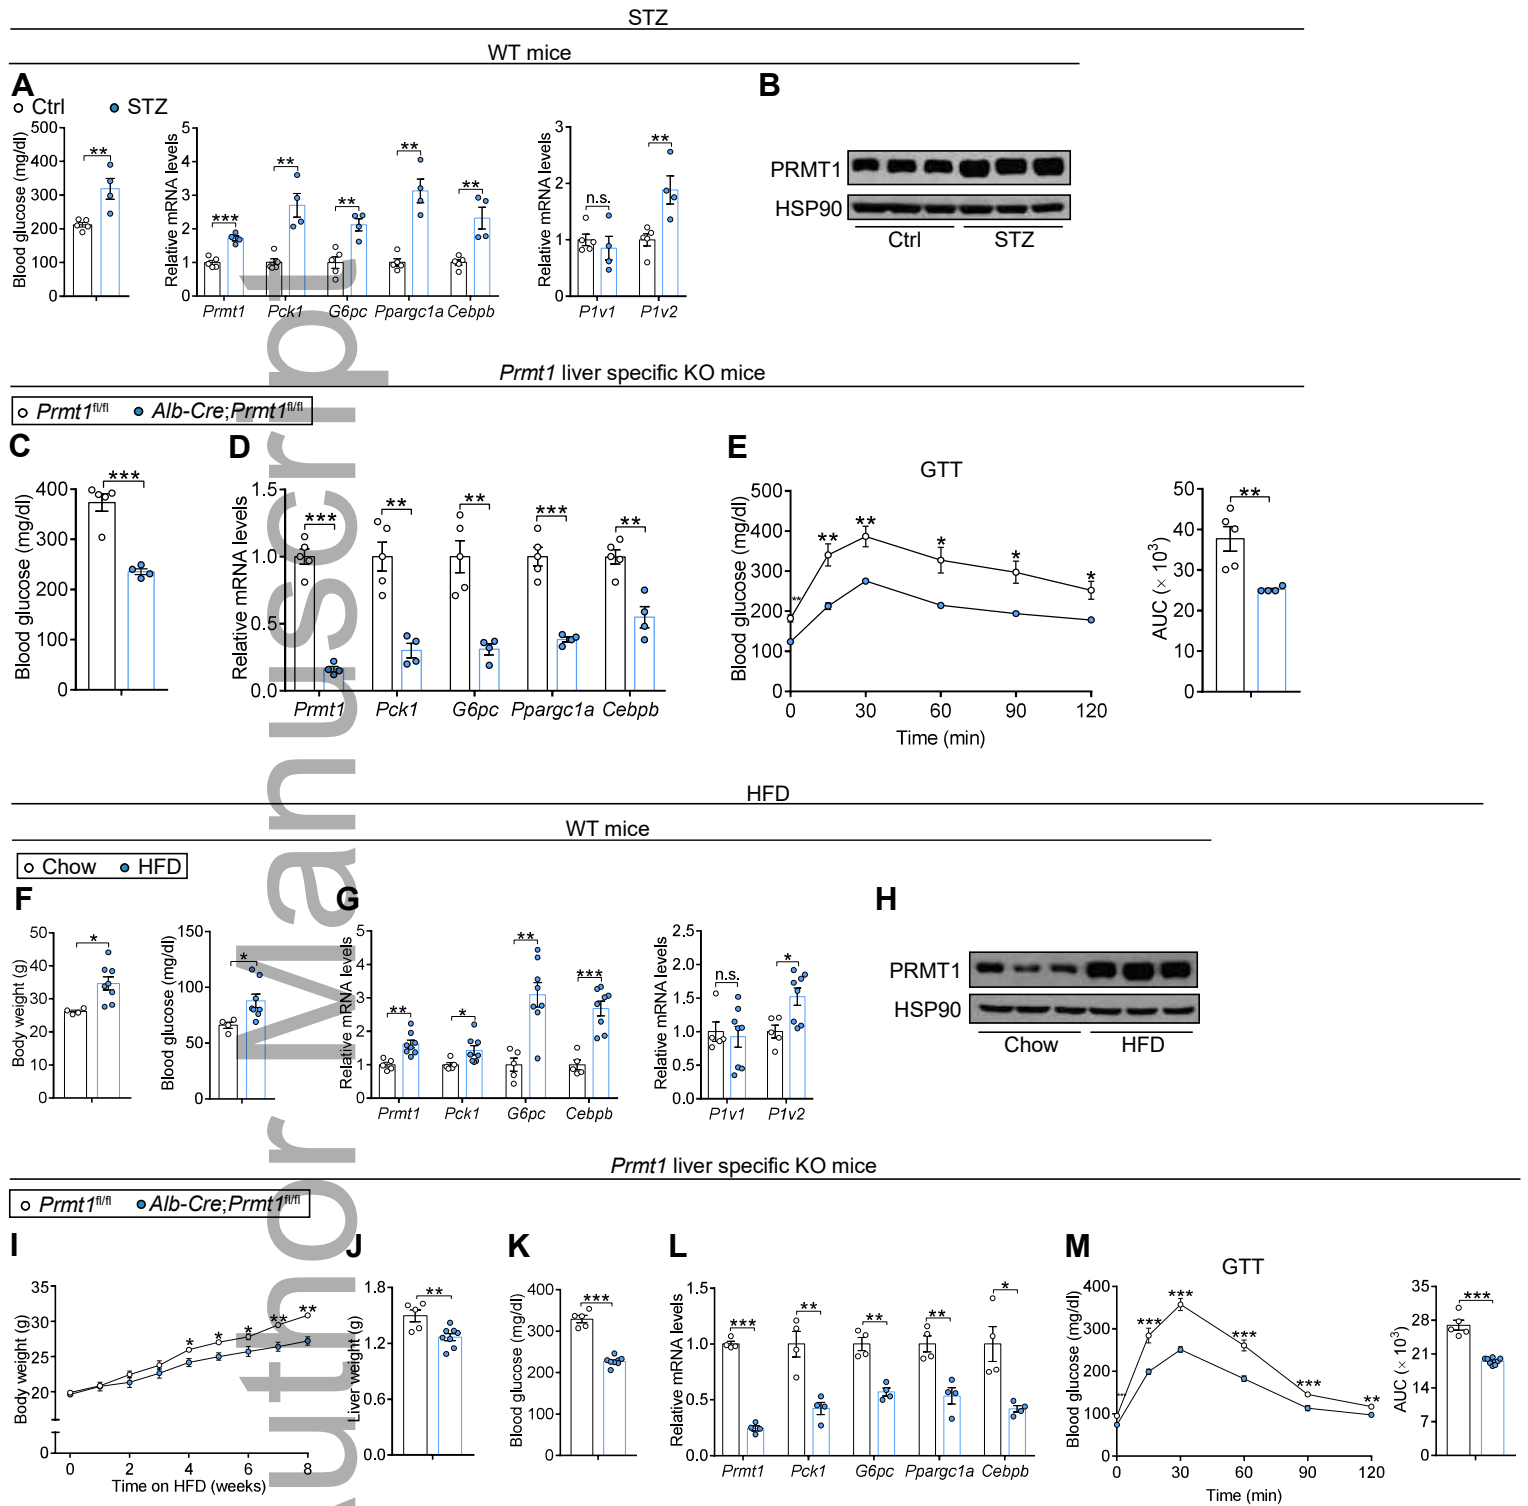 STZ
WT mice
A
Ctrl STZ
Blood glucose (mg/dl)
500
400
300
200
100
0
**
Relative mRNA levels
5
4
3
2
1
0
*** ** ** ** **
Prmt1 Pck1 G6pc Ppargc1a Cebpb
Relative mRNA levels
3
2
1
0
n.s. **
P1v1 P1v2
B
PRMT1
HSP90
Ctrl STZ
Prmt1 liver specific KO mice
Prmt1fl/fl Alb-Cre;Prmt1fl/fl
C
Blood glucose (mg/dl)
400
300
200
100
0
***
D
Relative mRNA levels
1.5
1.0
0.5
0.0
*** ** ** *** **
Prmt1 Pck1 G6pc Ppargc1a Cebpb
E
GTT
Blood glucose (mg/dl)
500
400
300
200
100
0
** ** ** * * *
0 30 60 90 120
Time (min)
AUC (× 10³)
50
40
30
20
10
0
**
HFD
WT mice
Chow HFD
F
Body weight (g)
50
40
30
20
10
0
*
Blood glucose (mg/dl)
150
100
50
0
*
G
Relative mRNA levels
5
4
3
2
1
0
** * ** ***
Prmt1 Pck1 G6pc Cebpb
Relative mRNA levels
2.5
2.0
1.5
1.0
0.5
0.0
n.s. *
P1v1 P1v2
H
PRMT1
HSP90
Chow HFD
Prmt1 liver specific KO mice
Prmt1fl/fl Alb-Cre;Prmt1fl/fl
I
Body weight (g)
35
30
25
20
0
* * * ** **
0 2 4 6 8
Time on HFD (weeks)
J
Liver weight (g)
1.8
1.2
0.6
0.0
**
K
Blood glucose (mg/dl)
400
300
200
100
0
***
L
Relative mRNA levels
1.5
1.0
0.5
0.0
*** ** ** ** *
Prmt1 Pck1 G6pc Ppargc1a Cebpb
M
GTT
Blood glucose (mg/dl)
400
300
200
100
0
*** *** *** *** **
0 30 60 90 120
Time (min)
AUC (× 10³)
35
28
21
14
7
0
***
Author Manuscript